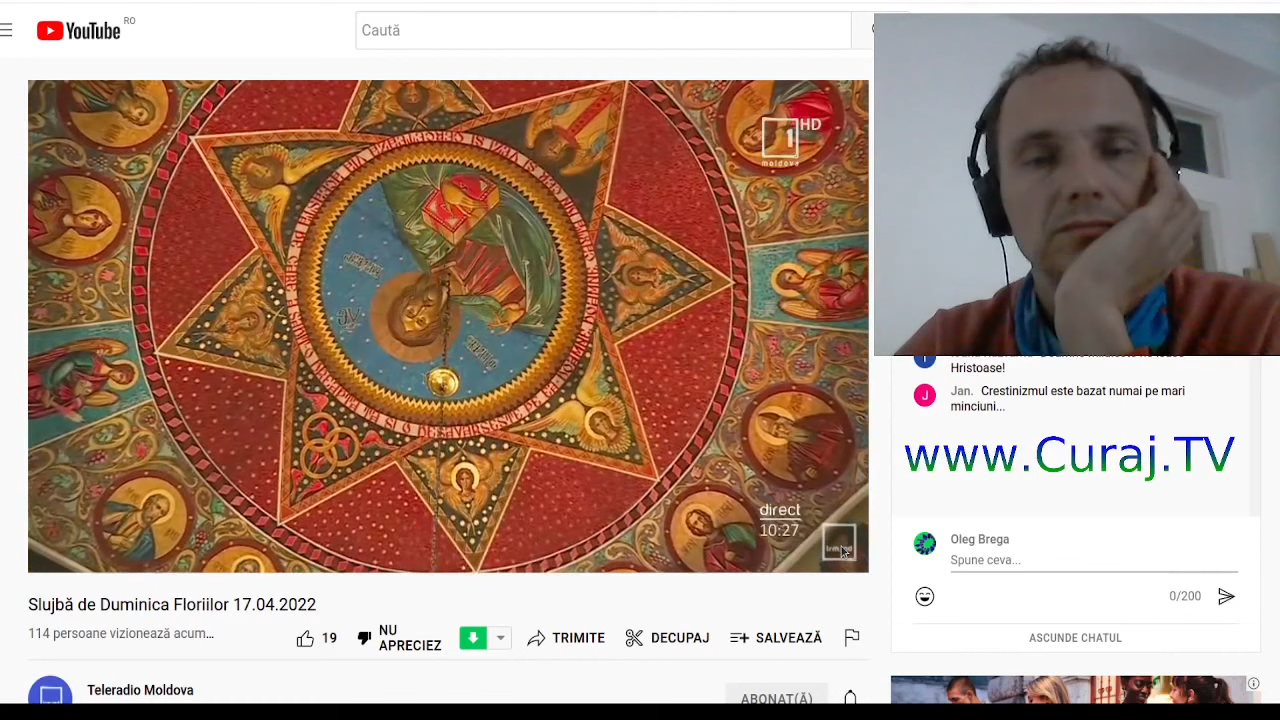 YouTube RO
Caută
HD
1
moldova
direct
10:27
Hristoase!
Jan. Crestinizmul este bazat numai pe mari
minciuni...
www.Curaj.TV
Oleg Brega
Spune ceva...
0/200
ASCUNDE CHATUL
Slujbă de Duminica Floriilor 17.04.2022
114 persoane vizionează acum...
19
NU
APRECIEZ
TRIMITE
DECUPAJ
SALVEAZĂ
Teleradio Moldova
ABONAT(Ă)
J